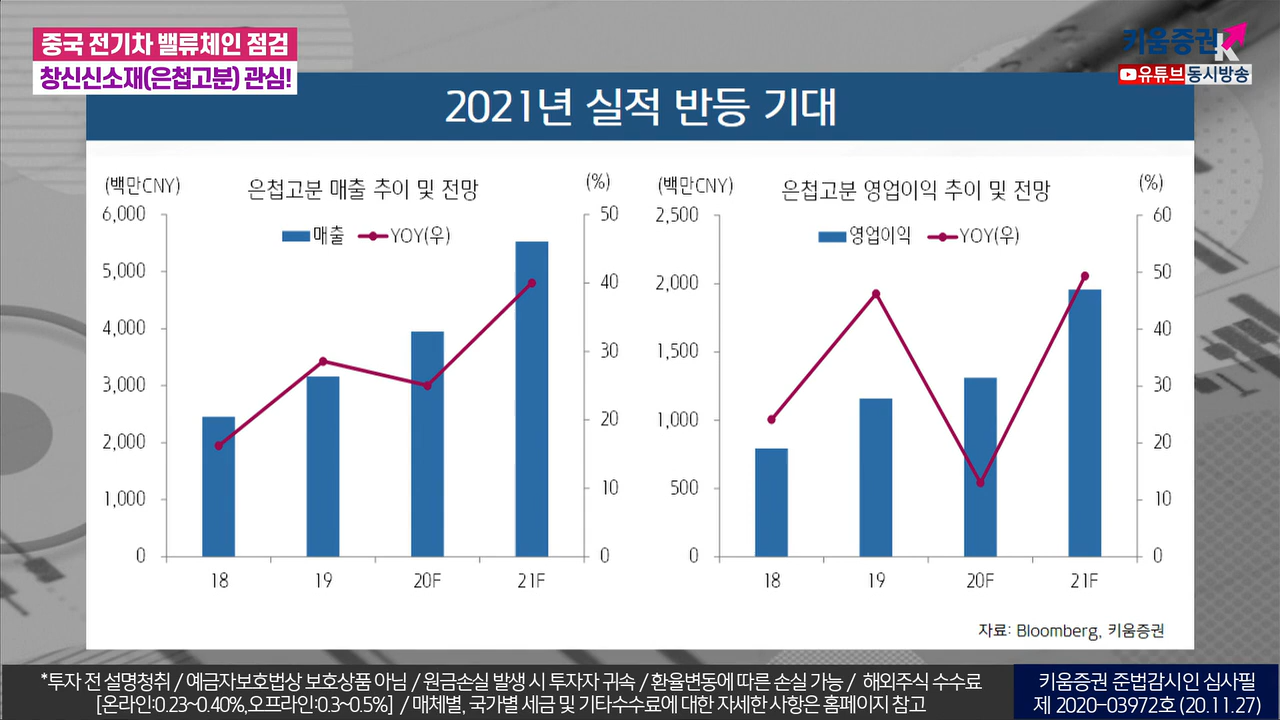 중국 전기차 밸류체인 점검
창신신소재(은첩고분) 관심!
키움증권
유튜브 동시방송
2021년 실적 반등 기대
(백만CNY)
은첩고분 매출 추이 및 전망
(%)
매출
YOY(우)
6,000
5,000
4,000
3,000
2,000
1,000
0
50
40
30
20
10
0
18
19
20F
21F
(백만CNY)
은첩고분 영업이익 추이 및 전망
(%)
영업이익
YOY(우)
2,500
2,000
1,500
1,000
500
0
60
50
40
30
20
10
0
18
19
20F
21F
자료: Bloomberg, 키움증권
*투자 전 설명청취 / 예금자보호법상 보호상품 아님 / 원금손실 발생 시 투자자 귀속 / 환율변동에 따른 손실 가능 / 해외주식 수수료
[온라인:0.23~0.40%,오프라인:0.3~0.5%] / 매체별, 국가별 세금 및 기타수수료에 대한 자세한 사항은 홈페이지 참고
키움증권 준법감시인 심사필
제 2020-03972호 (20.11.27)